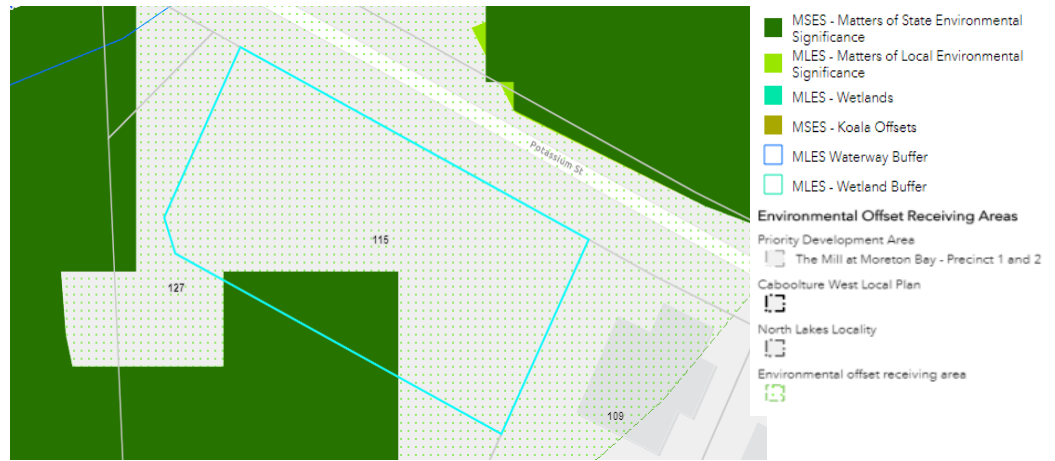 MSES - Matters of State Environmental
Significance
MLES - Matters of Local Environmental
Significance
MLES - Wetlands
MSES - Koala Offsets
MLES Waterway Buffer
MLES - Wetland Buffer
Environmental Offset Receiving Areas
Priority Development Area
The Mill at Moreton Bay - Precinct 1 and 2
Caboolture West Local Plan
North Lakes Locality
Environmental offset receiving area
Potassium St
115
127
109